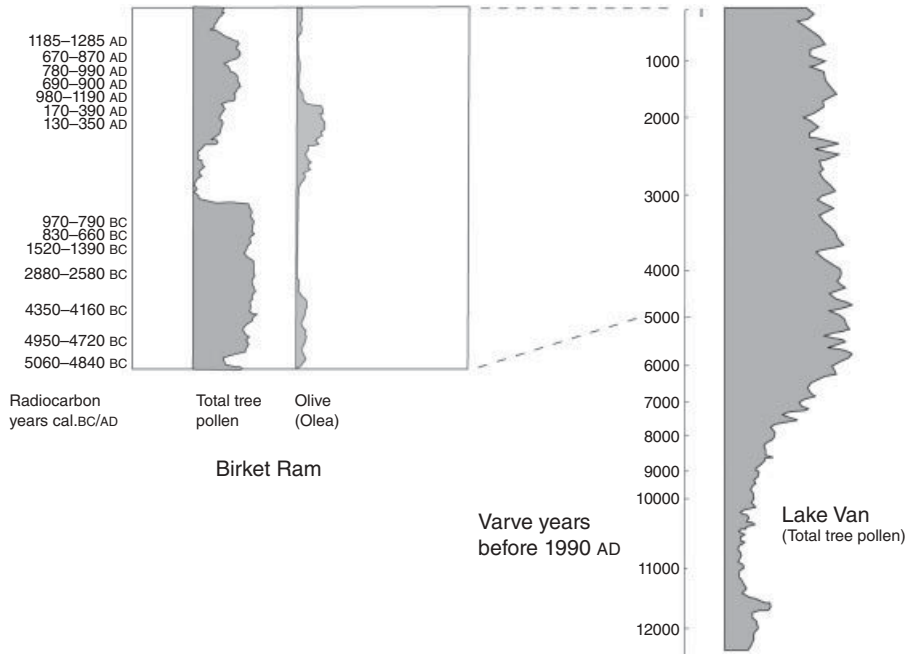 1185–1285 AD
670–870 AD
780–990 AD
690–900 AD
980–1190 AD
170–390 AD
130–350 AD
970–790 BC
830–660 BC
1520–1390 BC
2880–2580 BC
4350–4160 BC
4950–4720 BC
5060–4840 BC
Radiocarbon
years cal.BC/AD
Total tree
pollen
Olive
(Olea)
Birket Ram
1000
2000
3000
4000
5000
6000
7000
8000
9000
10000
11000
12000
Varve years
before 1990 AD
Lake Van
(Total tree pollen)